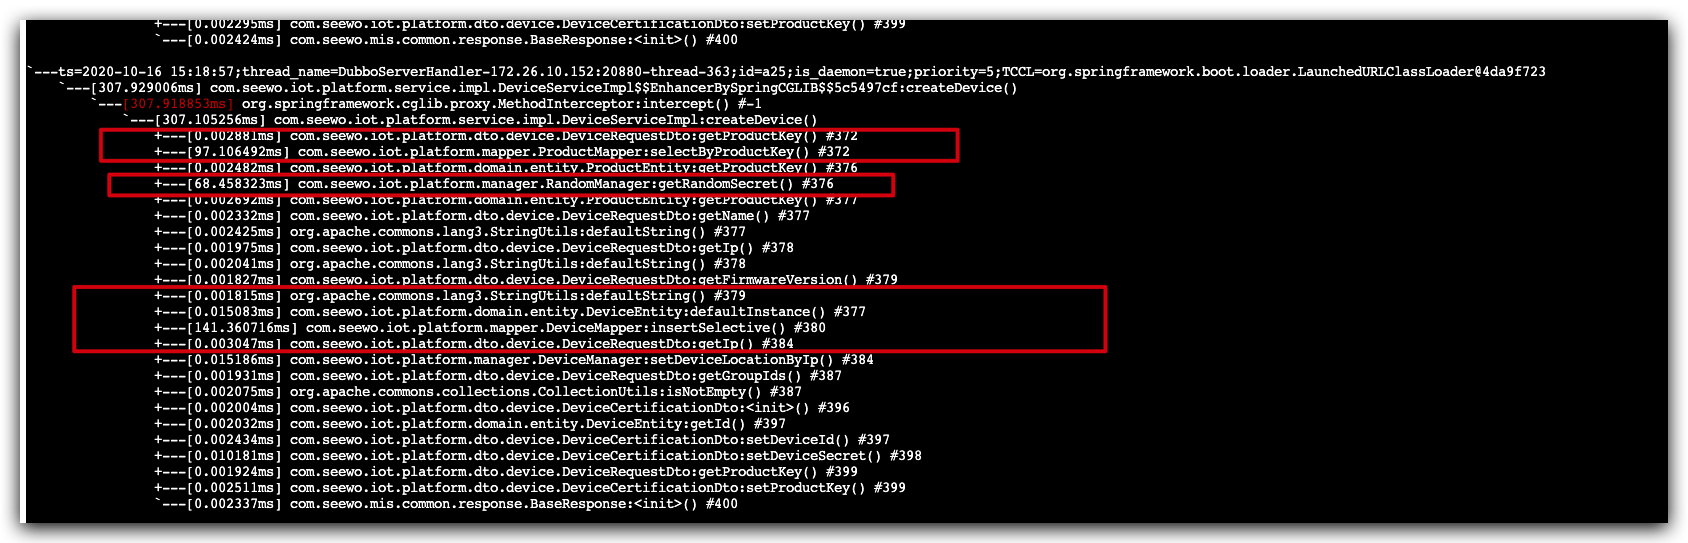 +---[0.002295ms] com.seewo.iot.platform.dto.device.DeviceCertificationDto:setProductKey() #399
`---[0.002424ms] com.seewo.mis.common.response.BaseResponse:<init>() #400
`---ts=2020-10-16 15:18:57;thread_name=DubboServerHandler-172.26.10.152:20880-thread-363;id=a25;is_daemon=true;priority=5;TCCL=org.springframework.boot.loader.LaunchedURLClassLoader@4da9f723
`---[307.929006ms] com.seewo.iot.platform.service.impl.DeviceServiceImpl$$EnhancerBySpringCGLIB$$5c5497cf:createDevice()
`---[307.918853ms] org.springframework.cglib.proxy.MethodInterceptor:intercept() #-1
`---[307.105256ms] com.seewo.iot.platform.service.impl.DeviceServiceImpl:createDevice()
+---[0.002881ms] com.seewo.iot.platform.dto.device.DeviceRequestDto:getProductKey() #372
+---[97.106492ms] com.seewo.iot.platform.mapper.ProductMapper:selectByProductKey() #372
+---[0.002482ms] com.seewo.iot.platform.domain.entity.ProductEntity:getProductKey() #376
+---[68.458323ms] com.seewo.iot.platform.manager.RandomManager:getRandomSecret() #376
+---[0.002692ms] com.seewo.iot.platform.domain.entity.ProductEntity:getProductKey() #377
+---[0.002332ms] com.seewo.iot.platform.dto.device.DeviceRequestDto:getName() #377
+---[0.002425ms] org.apache.commons.lang3.StringUtils:defaultString() #377
+---[0.001975ms] com.seewo.iot.platform.dto.device.DeviceRequestDto:getIp() #378
+---[0.002041ms] org.apache.commons.lang3.StringUtils:defaultString() #378
+---[0.001827ms] com.seewo.iot.platform.dto.device.DeviceRequestDto:getFirmwareVersion() #379
+---[0.001815ms] org.apache.commons.lang3.StringUtils:defaultString() #379
+---[0.015083ms] com.seewo.iot.platform.domain.entity.DeviceEntity:defaultInstance() #377
+---[141.360716ms] com.seewo.iot.platform.mapper.DeviceMapper:insertSelective() #380
+---[0.003047ms] com.seewo.iot.platform.dto.device.DeviceRequestDto:getIp() #384
+---[0.015186ms] com.seewo.iot.platform.manager.DeviceManager:setDeviceLocationByIp() #384
+---[0.001931ms] com.seewo.iot.platform.dto.device.DeviceRequestDto:getGroupIds() #387
+---[0.002075ms] org.apache.commons.collections.CollectionUtils:isNotEmpty() #387
+---[0.002004ms] com.seewo.iot.platform.dto.device.DeviceCertificationDto:<init>() #396
+---[0.002032ms] com.seewo.iot.platform.domain.entity.DeviceEntity:getId() #397
+---[0.002434ms] com.seewo.iot.platform.dto.device.DeviceCertificationDto:setDeviceId() #397
+---[0.010181ms] com.seewo.iot.platform.dto.device.DeviceCertificationDto:setDeviceSecret() #398
+---[0.001924ms] com.seewo.iot.platform.dto.device.DeviceRequestDto:getProductKey() #399
+---[0.002511ms] com.seewo.iot.platform.dto.device.DeviceCertificationDto:setProductKey() #399
`---[0.002337ms] com.seewo.mis.common.response.BaseResponse:<init>() #400